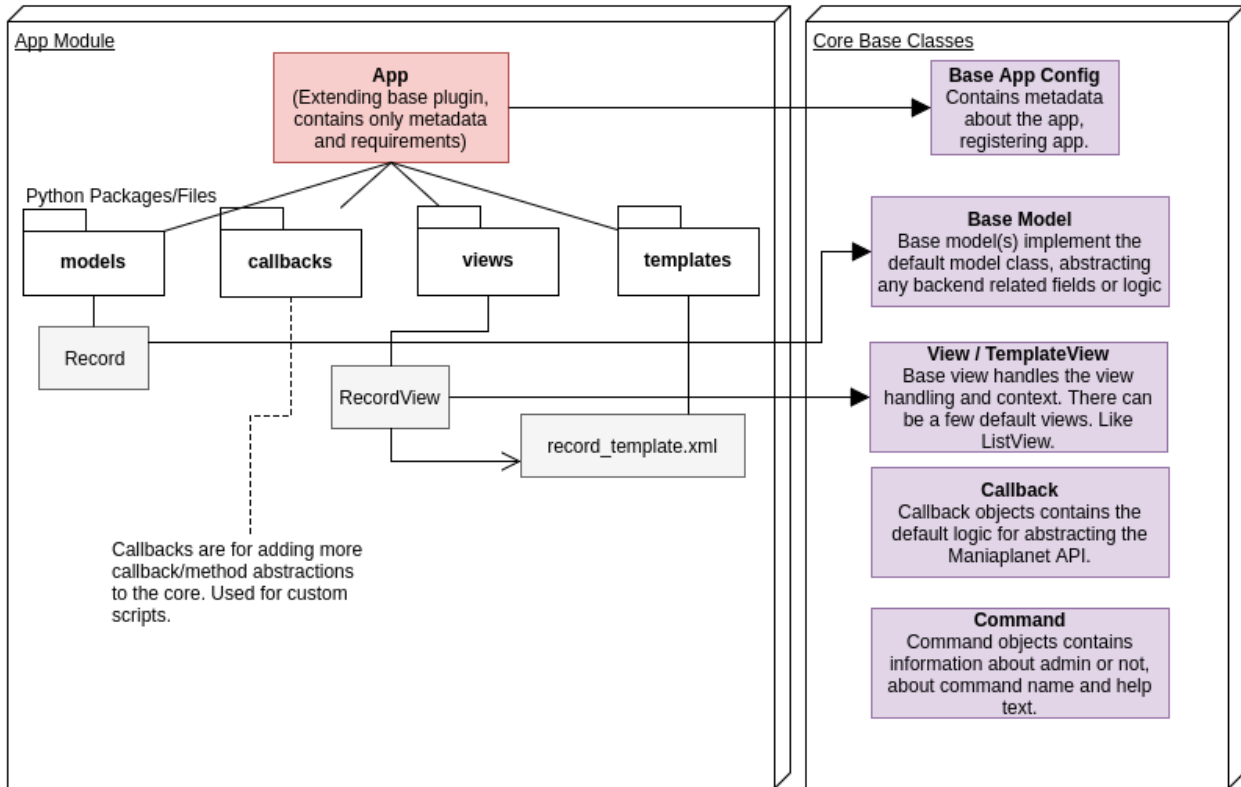 App Module
App
(Extending base plugin,
contains only metadata
and requirements)
Python Packages/Files
models
callbacks
views
templates
Record
RecordView
record_template.xml
Callbacks are for adding more
callback/method abstractions
to the core. Used for custom
scripts.
Core Base Classes
Base App Config
Contains metadata
about the app,
registering app.
Base Model
Base model(s) implement the
default model class, abstracting
any backend related fields or logic
View / TemplateView
Base view handles the view
handling and context. There can
be a few default views. Like
ListView.
Callback
Callback objects contains the
default logic for abstracting the
Maniaplanet API.
Command
Command objects contains
information about admin or not,
about command name and help
text.